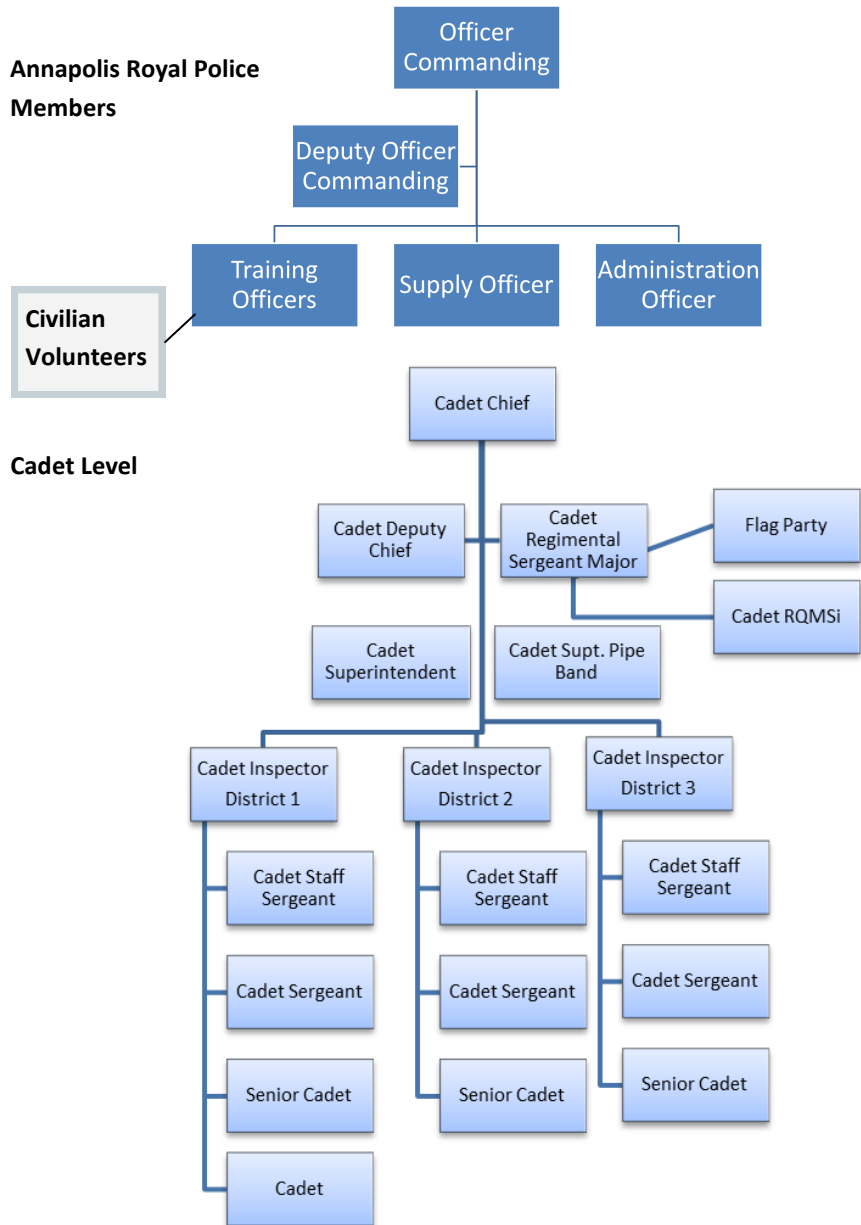 Officer
Commanding
Annapolis Royal Police
Members
Deputy Officer
Commanding
Training
Officers
Supply Officer
Administration
Officer
Civilian
Volunteers
Cadet Chief
Cadet Level
Cadet Deputy
Chief
Cadet
Regimental
Sergeant Major
Flag Party
Cadet RQMSi
Cadet
Superintendent
Cadet Supt. Pipe
Band
Cadet Inspector
District 1
Cadet Inspector
District 2
Cadet Inspector
District 3
Cadet Staff
Sergeant
Cadet Staff
Sergeant
Cadet Staff
Sergeant
Cadet Sergeant
Cadet Sergeant
Cadet Sergeant
Senior Cadet
Senior Cadet
Senior Cadet
Cadet